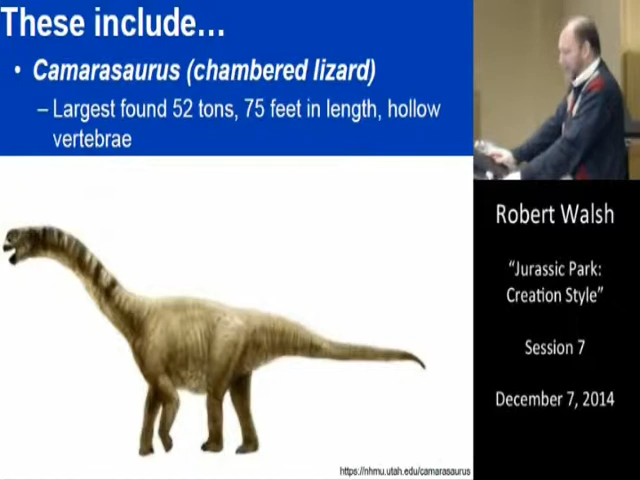 These include…
• Camarasaurus (chambered lizard)
– Largest found 52 tons, 75 feet in length, hollow
vertebrae
https://nhmu.utah.edu/camarasaurus
Robert Walsh
“Jurassic Park:
Creation Style”
Session 7
December 7, 2014